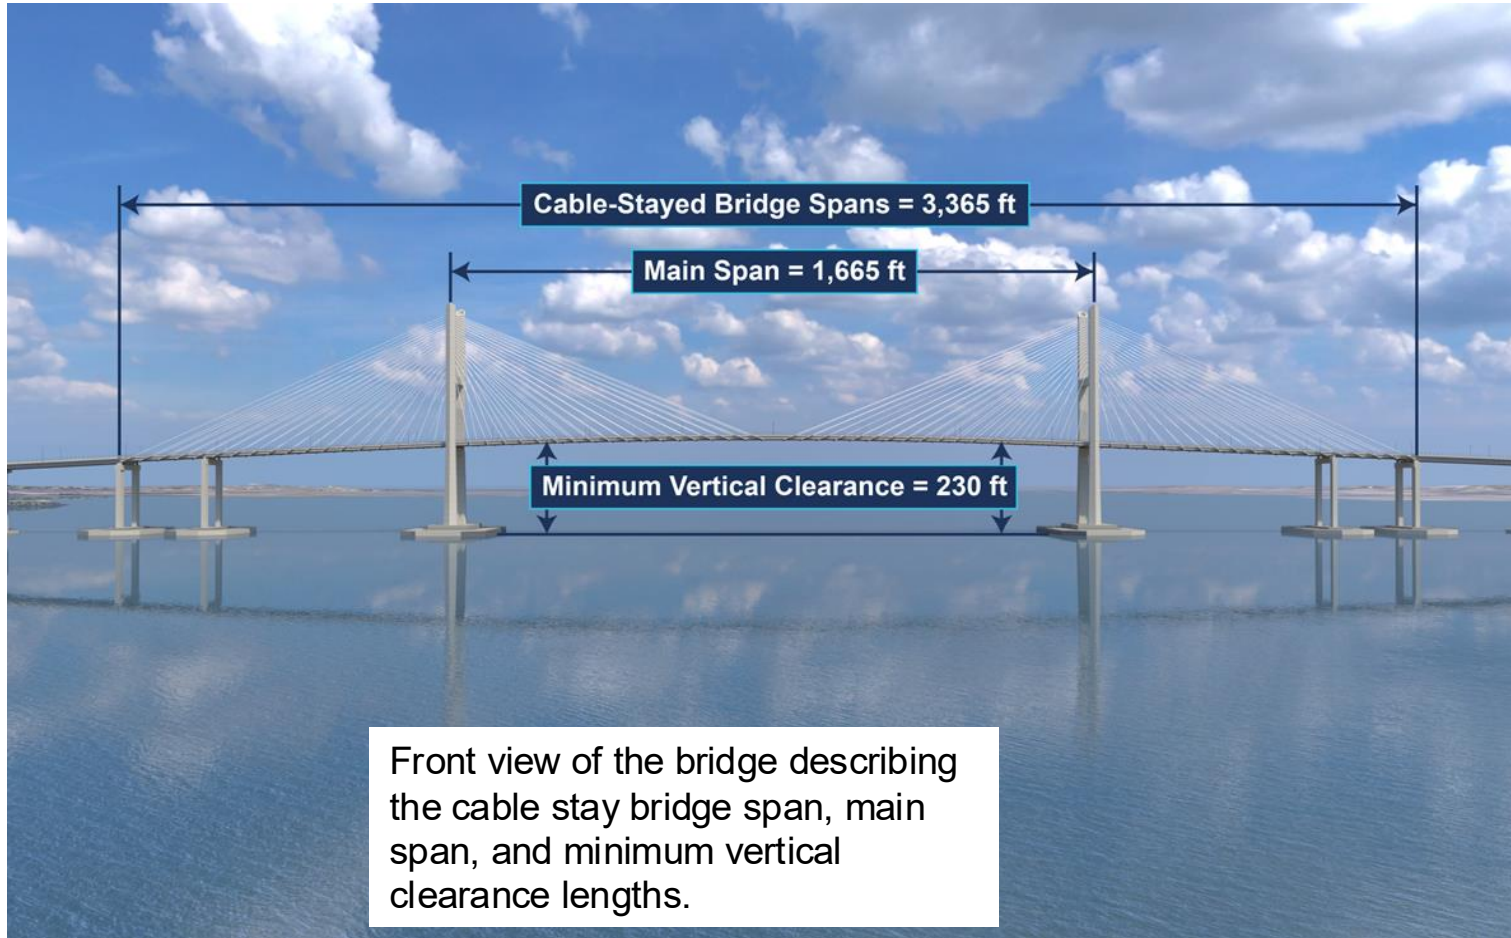 Cable-Stayed Bridge Spans = 3,365 ft
Main Span = 1,665 ft
Minimum Vertical Clearance = 230 ft
Front view of the bridge describing
the cable stay bridge span, main
span, and minimum vertical
clearance lengths.